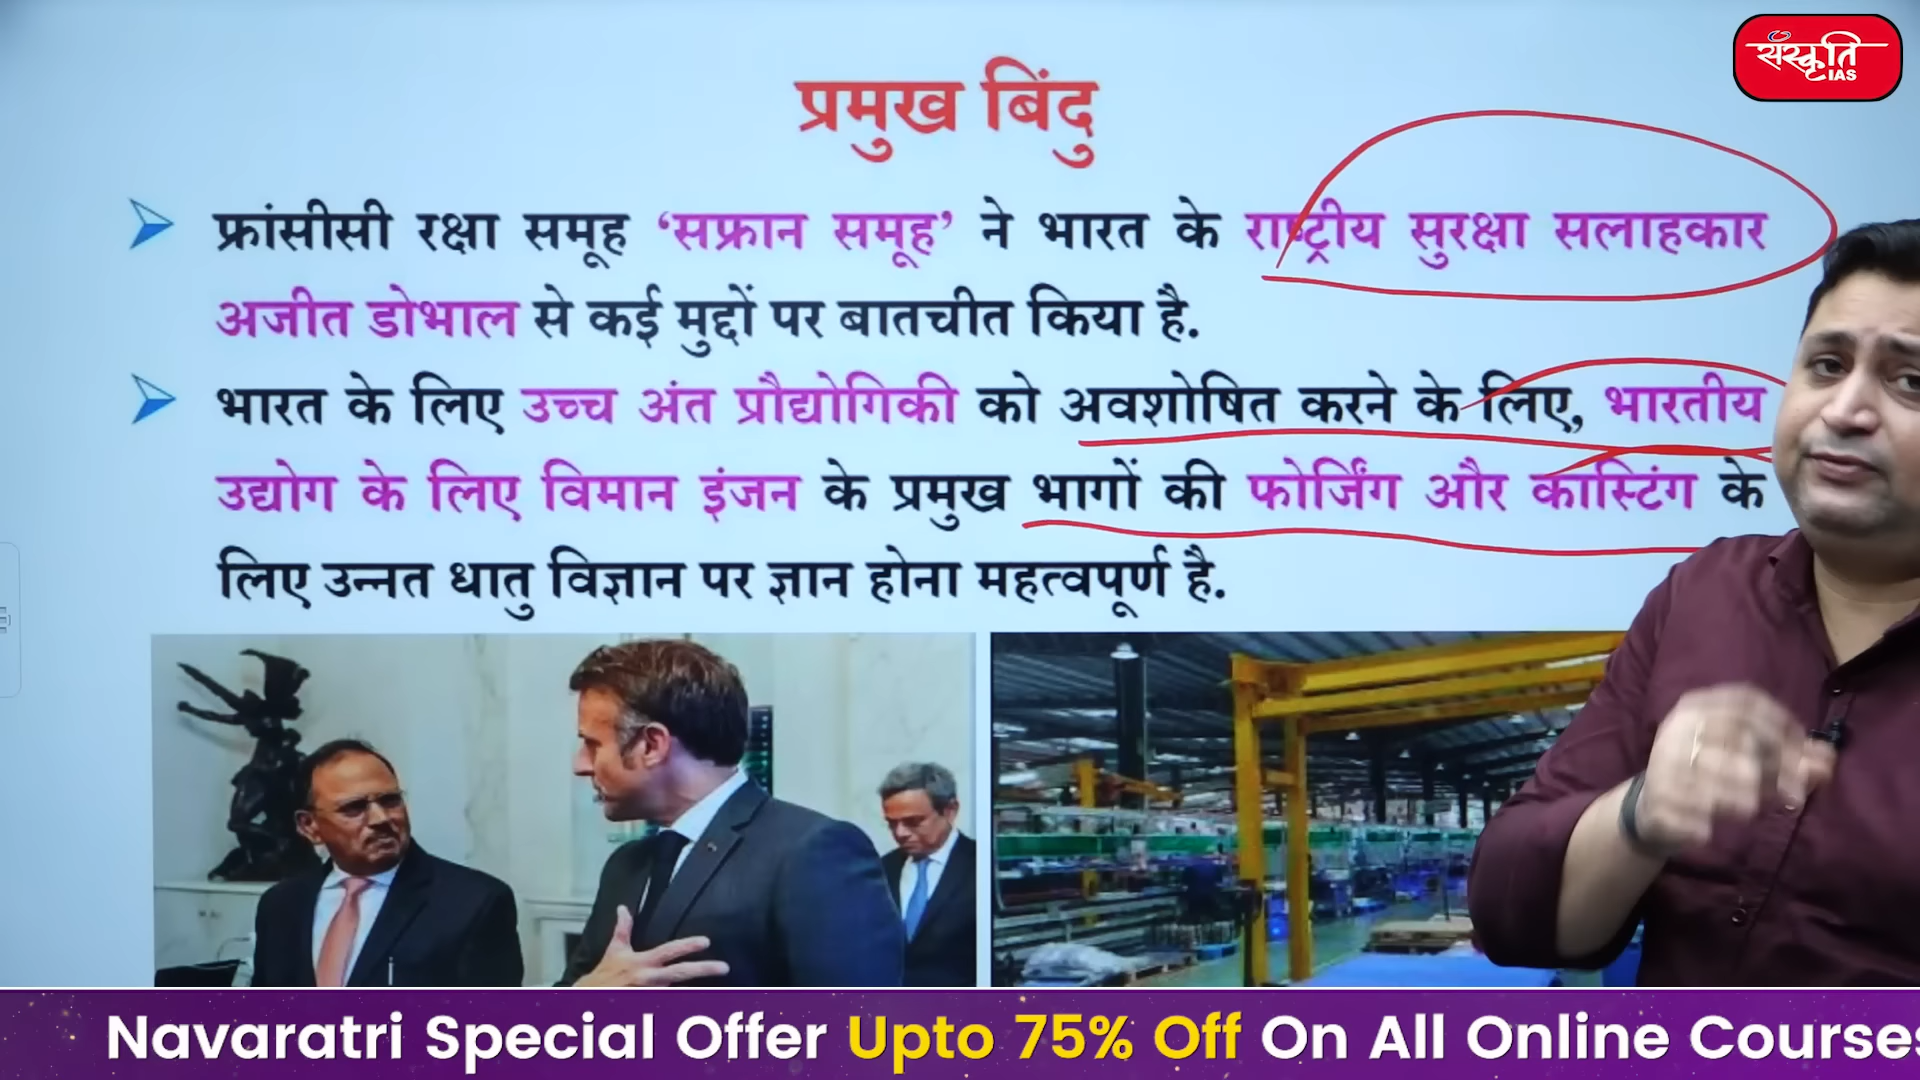 संस्कृति
IAS
प्रमुख बिंदु
फ्रांसीसी रक्षा समूह ‘सफ्रान समूह’ ने भारत के राष्ट्रीय सुरक्षा सलाहकार
अजीत डोभाल से कई मुद्दों पर बातचीत किया है.
भारत के लिए उच्च अंत प्रौद्योगिकी को अवशोषित करने के लिए, भारतीय
उद्योग के लिए विमान इंजन के प्रमुख भागों की फोर्जिंग और कास्टिंग के
लिए उन्नत धातु विज्ञान पर ज्ञान होना महत्वपूर्ण है.
Navaratri Special Offer Upto 75% Off On All Online Courses